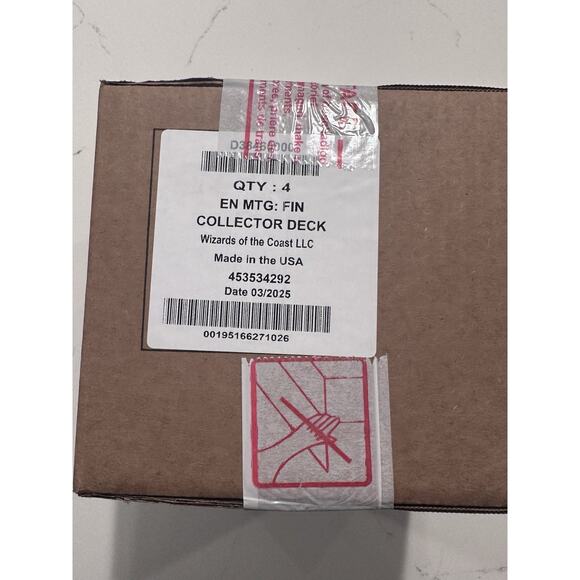 QTY : 4
EN MTG: FIN
COLLECTOR DECK
Wizards of the Coast LLC
Made in the USA
453534292
Date 03/2025
00195166271026